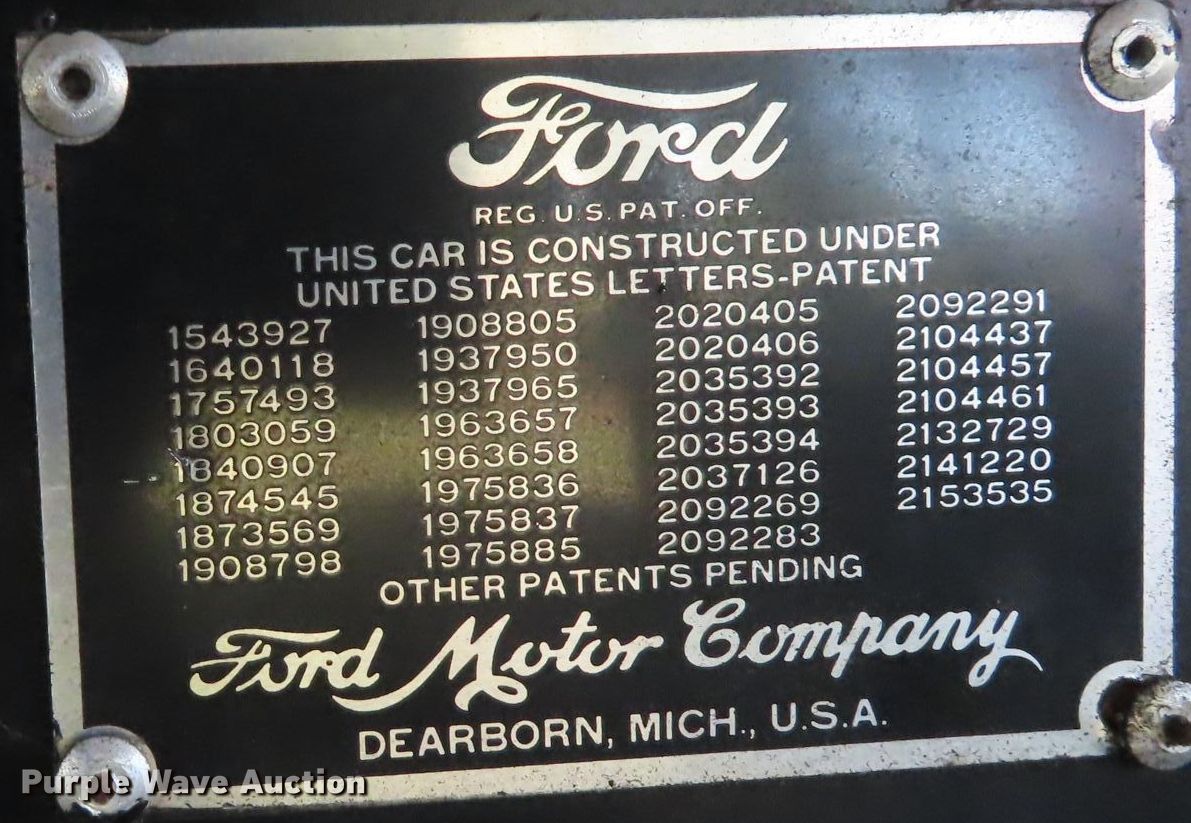 Ford
REG. U.S. PAT. OFF.
THIS CAR IS CONSTRUCTED UNDER
UNITED STATES LETTERS-PATENT
1543927 1908805 2020405 2092291
1640118 1937950 2020406 2104437
1757493 1937965 2035392 2104457
1803059 1963657 2035393 2104461
1840907 1963658 2035394 2132729
1874545 1975836 2037126 2141220
1873569 1975837 2092269 2153535
1908798 1975885 2092283
OTHER PATENTS PENDING
Ford Motor Company
DEARBORN, MICH., U.S.A.
Purple Wave Auction